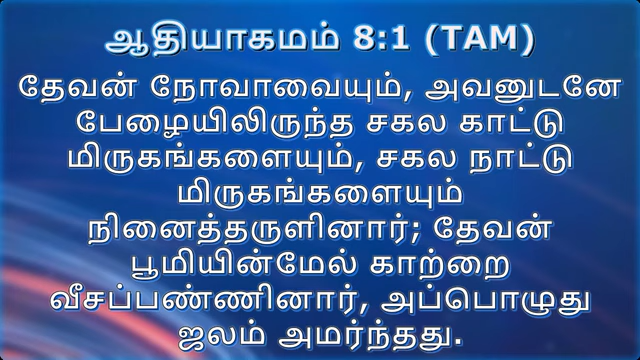 ஆதியாகமம் 8:1 (TAM)
தேவன் நோவாவையும், அவனுடனே
பேழையிலிருந்த சகல காட்டு
மிருகங்களையும், சகல நாட்டு
மிருகங்களையும்
நினைத்தருளினார்; தேவன்
பூமியின்மேல் காற்றை
வீசப்பண்ணினார், அப்பொழுது
ஜலம் அமர்ந்தது.